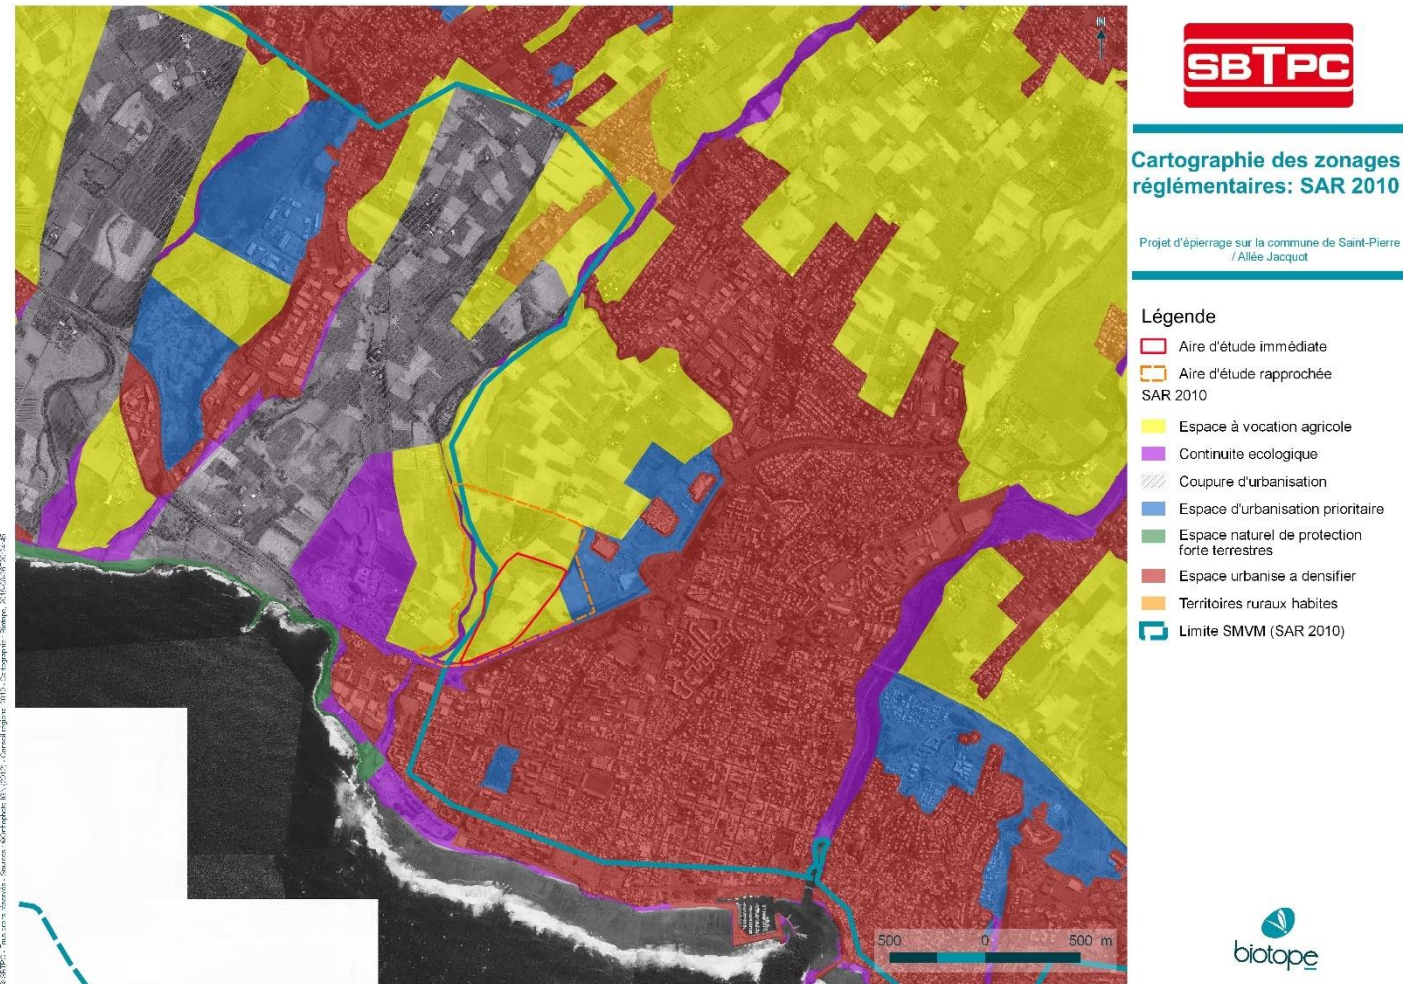 N
SBTPC
Cartographie des zonages
réglémentaires: SAR 2010
Projet d'épierrage sur la commune de Saint-Pierre
/ Allée Jacquot
Légende
Aire d'étude immédiate
Aire d'étude rapprochée
SAR 2010
Espace à vocation agricole
Continuite ecologique
Coupure d'urbanisation
Espace d'urbanisation prioritaire
Espace naturel de protection
forte terrestres
Espace urbanise a densifier
Territoires ruraux habites
Limite SMVM (SAR 2010)
500 0 500 m
biotope